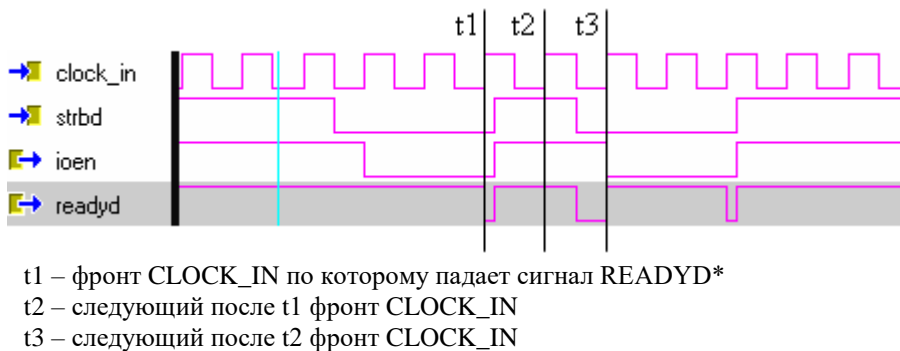 t1 t2 t3
clock_in
strbd
ioen
readyd
t1 – фронт CLOCK_IN по которому падает сигнал READYD*
t2 – следующий после t1 фронт CLOCK_IN
t3 – следующий после t2 фронт CLOCK_IN